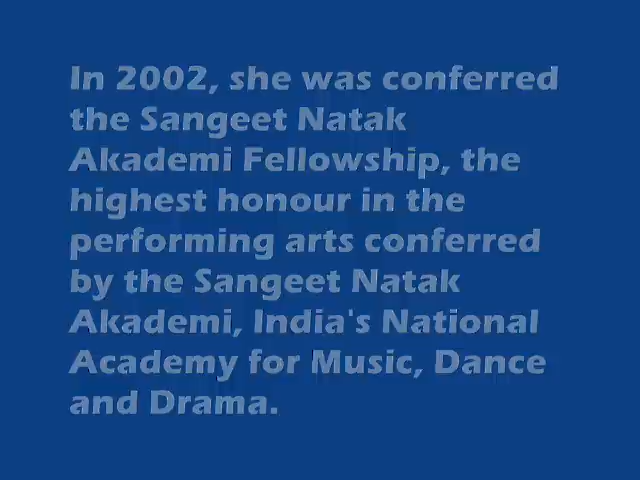 In 2002, she was conferred
the Sangeet Natak
Akademi Fellowship, the
highest honour in the
performing arts conferred
by the Sangeet Natak
Akademi, India's National
Academy for Music, Dance
and Drama.